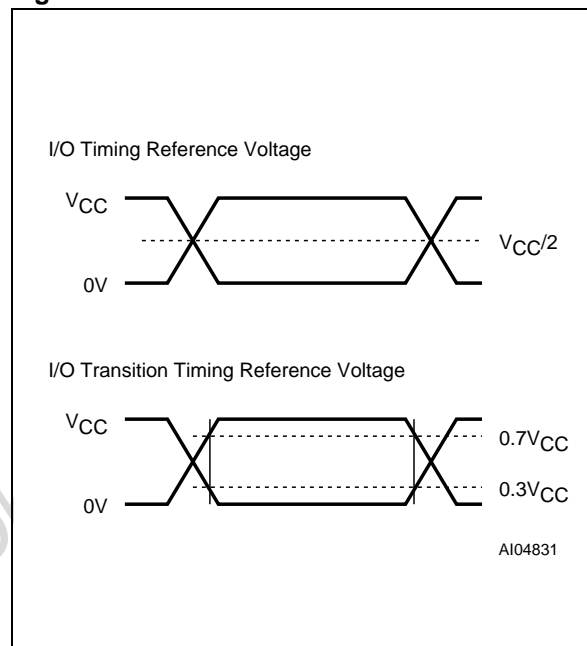 I/O Timing Reference Voltage
VCC
VCC/2
0V
I/O Transition Timing Reference Voltage
VCC
0.7VCC
0.3VCC
0V
AI04831